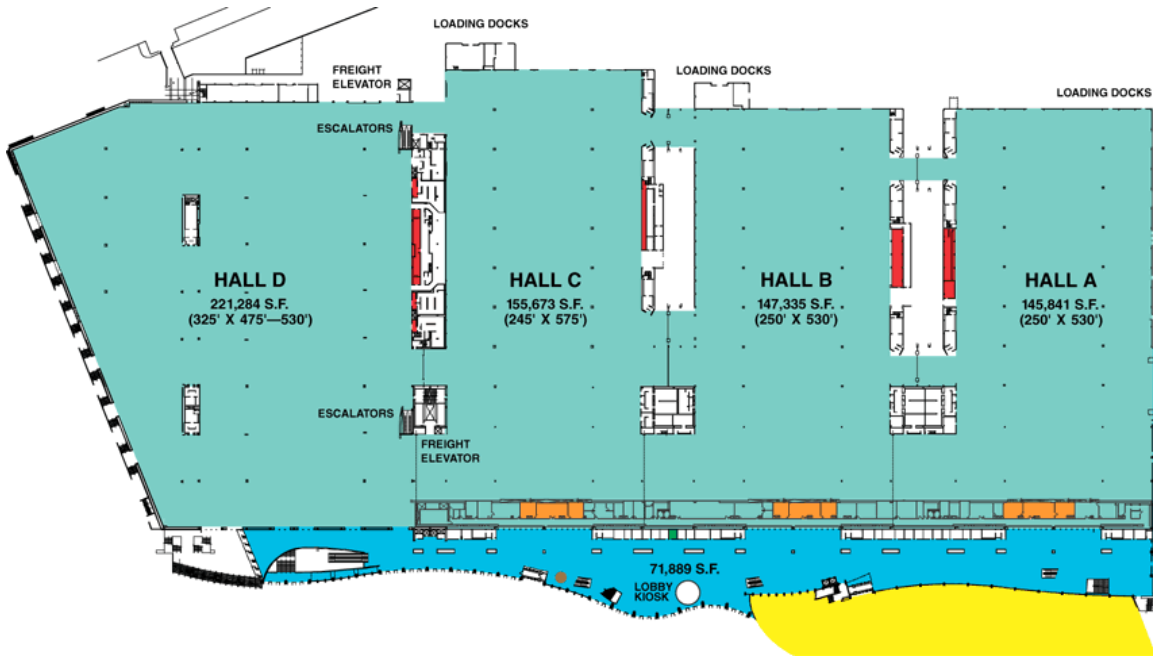 LOADING DOCKS
FREIGHT
ELEVATOR
LOADING DOCKS
LOADING DOCKS
ESCALATORS
HALL D
221,284 S.F.
(325' X 475'—530')
HALL C
155,673 S.F.
(245' X 575')
HALL B
147,335 S.F.
(250' X 530')
HALL A
145,841 S.F.
(250' X 530')
ESCALATORS
FREIGHT
ELEVATOR
71,889 S.F.
LOBBY
KIOSK